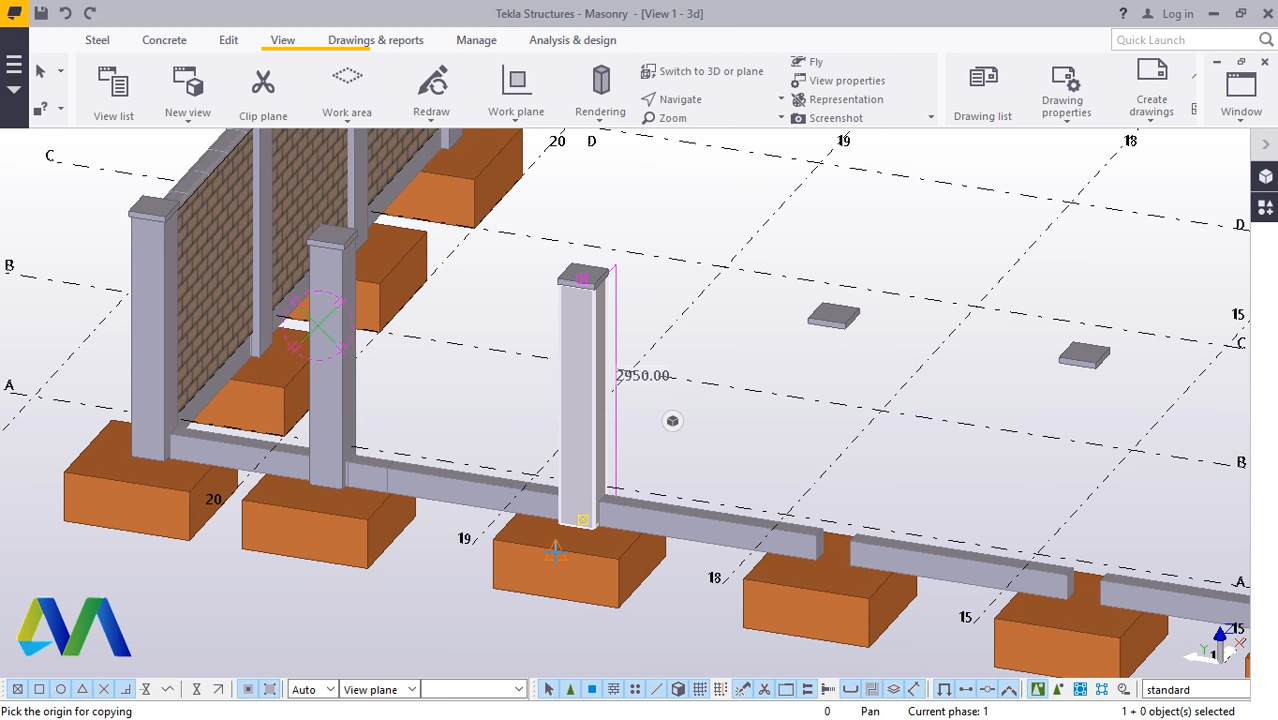 Tekla Structures - Masonry - [View 1 - 3d]
? Log in
Steel Concrete Edit View Drawings & reports Manage Analysis & design
Quick Launch
View list
New view
Clip plane
Work area
Redraw
Work plane
Rendering
Switch to 3D or plane
Navigate
Zoom
Fly
View properties
Representation
Screenshot
Drawing list
Drawing properties
Create drawings
Window
C
20
D
19
18
D
B
15
C
2950.00
A
B
20
19
18
A
15
15
1
Z
Y
X
Auto
View plane
standard
Pick the origin for copying
0
Pan
Current phase: 1
1 + 0 object(s) selected